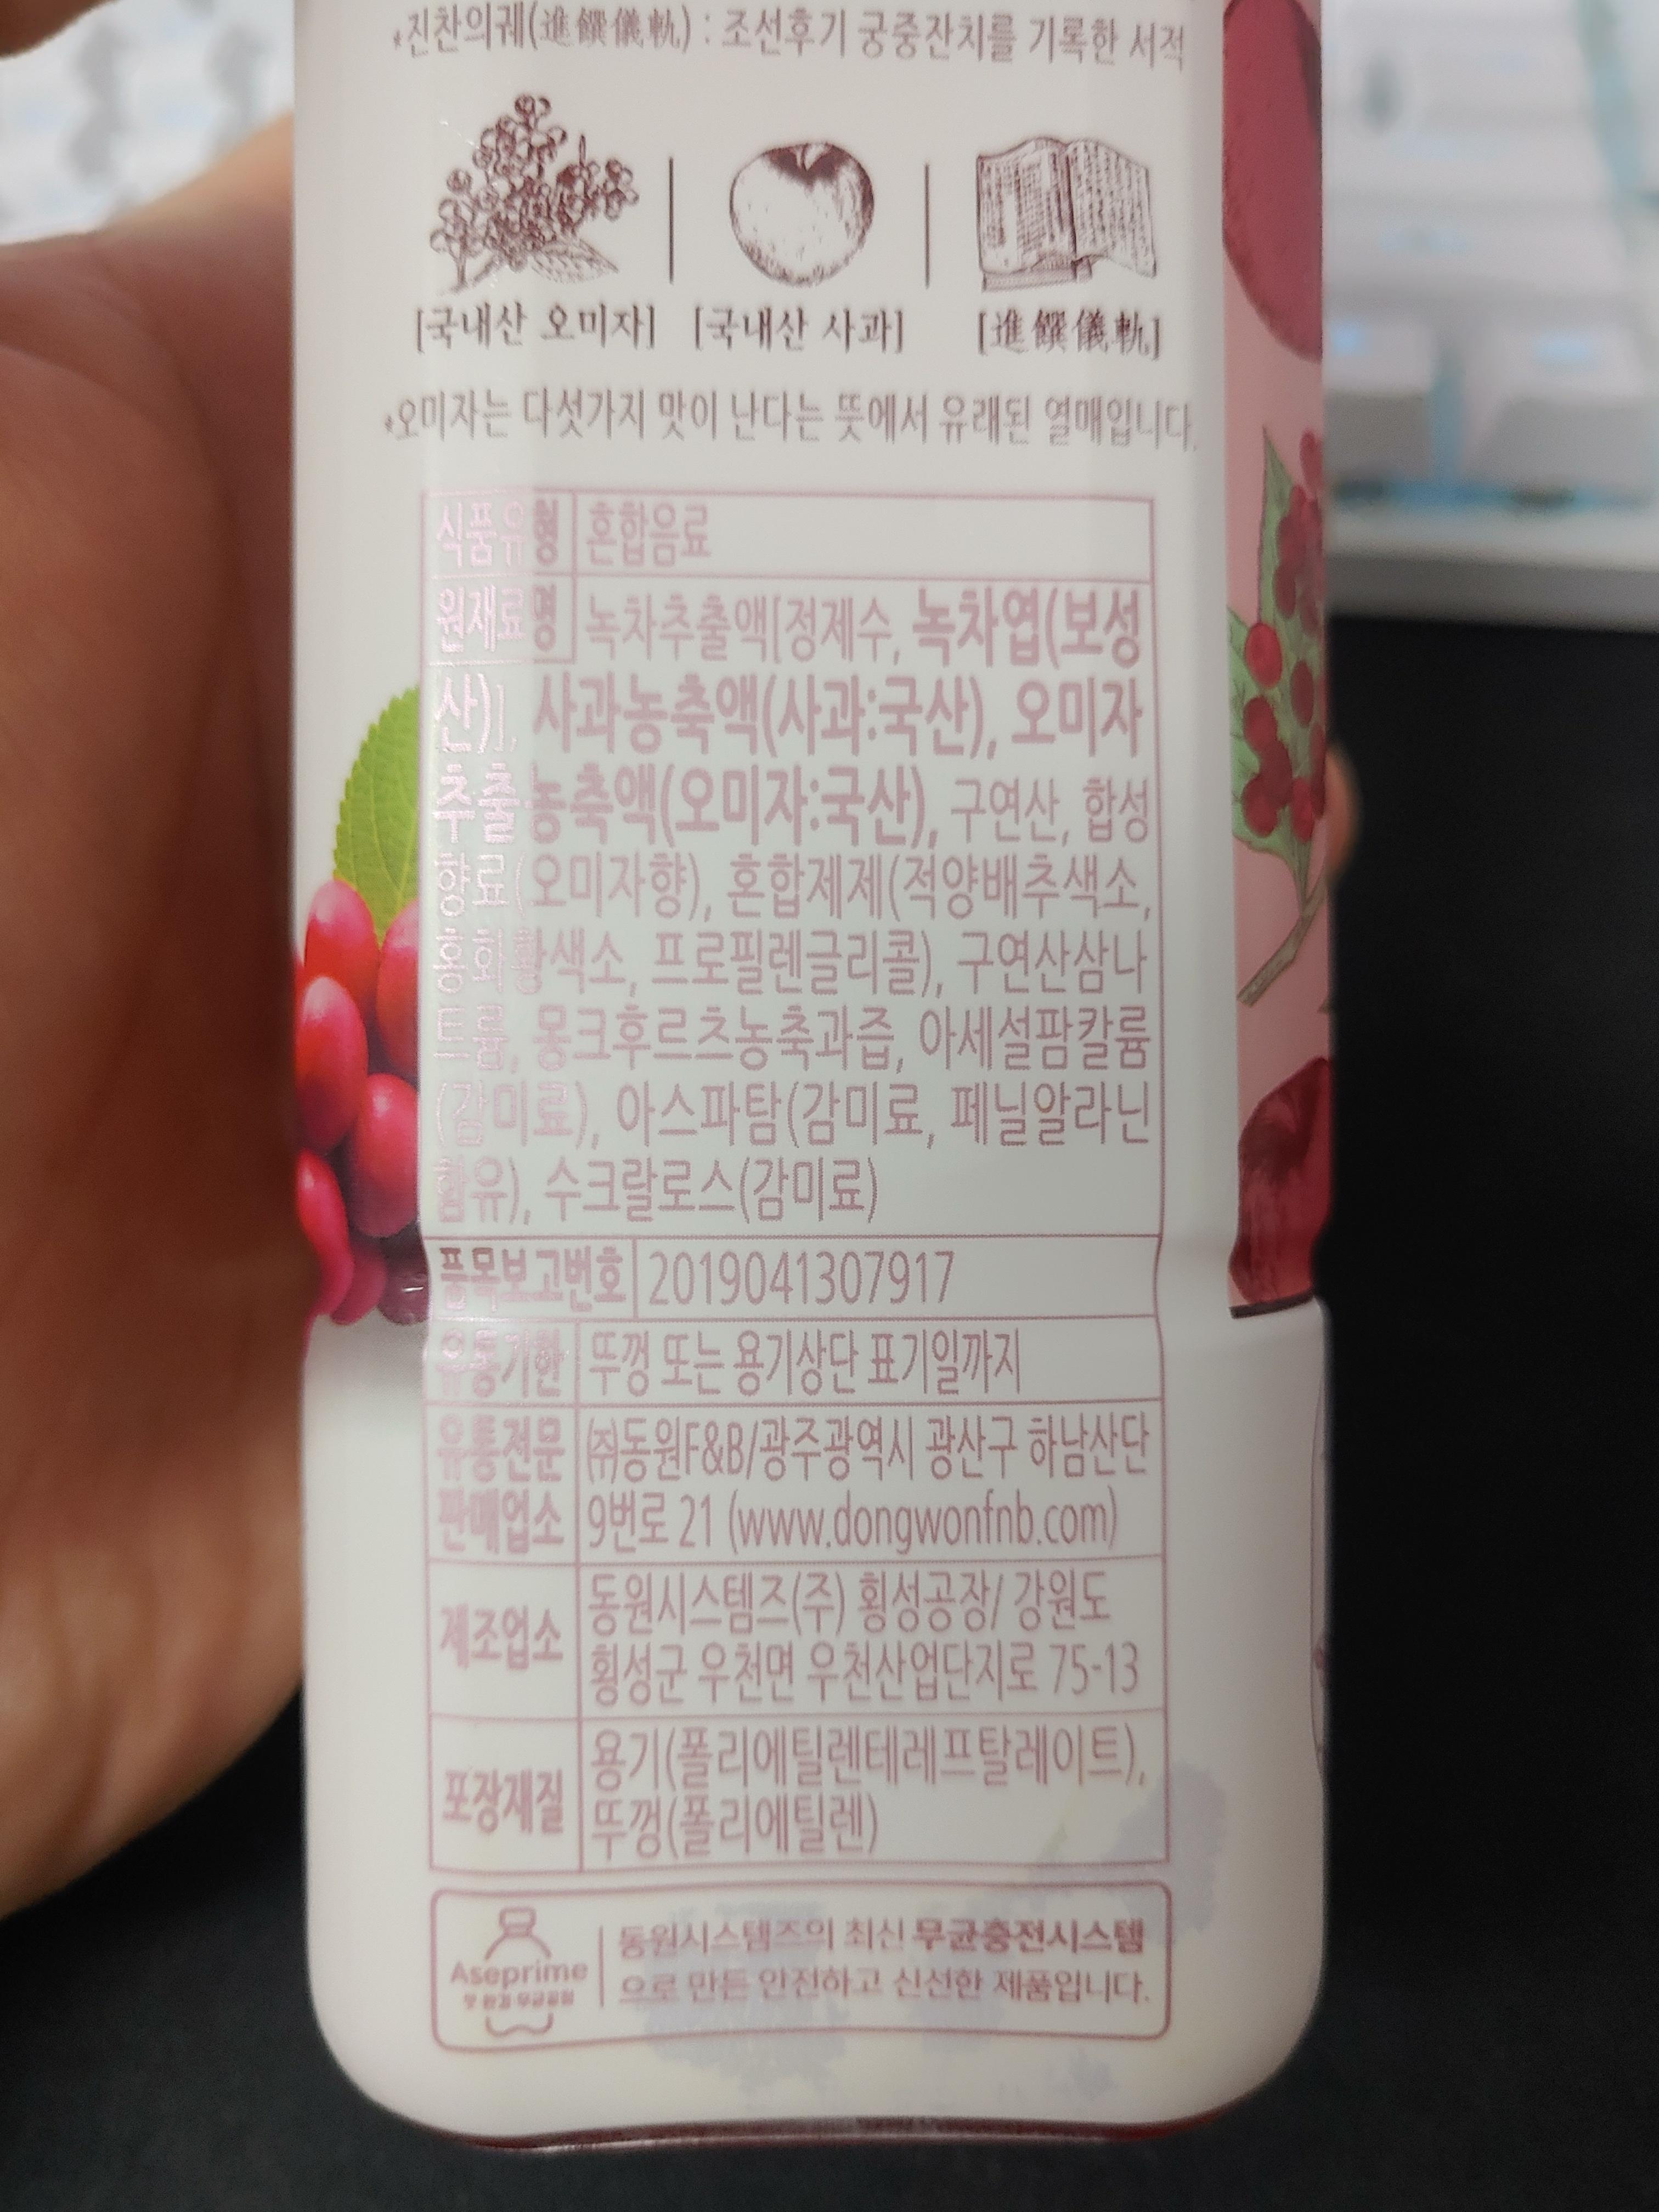 *진찬의궤(進饌儀軌) : 조선후기 궁중잔치를 기록한 서적
[국내산 오미자] [국내산 사과] [進饌儀軌]
*오미자는 다섯가지 맛이 난다는 뜻에서 유래된 열매입니다.
식품유형 혼합음료
원재료명 녹차추출액[정제수, 녹차엽(보성
산)], 사과농축액(사과:국산), 오미자
추출농축액(오미자:국산), 구연산, 합성
향료(오미자향), 혼합제제(적양배추색소,
홍화황색소, 프로필렌글리콜), 구연산삼나
트륨, 몽크후르츠농축과즙, 아세설팜칼륨
(감미료), 아스파탐(감미료, 페닐알라닌
함유), 수크랄로스(감미료)
품목보고번호 2019041307917
유통기한 뚜껑 또는 용기상단 표기일까지
유통전문 ㈜동원F&B/광주광역시 광산구 하남산단
판매업소 9번로 21 (www.dongwonfnb.com)
제조업소
동원시스템즈(주) 횡성공장/ 강원도
횡성군 우천면 우천산업단지로 75-13
포장재질
용기(폴리에틸렌테레프탈레이트),
뚜껑(폴리에틸렌)
Aseprime
동원시스템즈의 최신 무균충전시스템
으로 만든 안전하고 신선한 제품입니다.